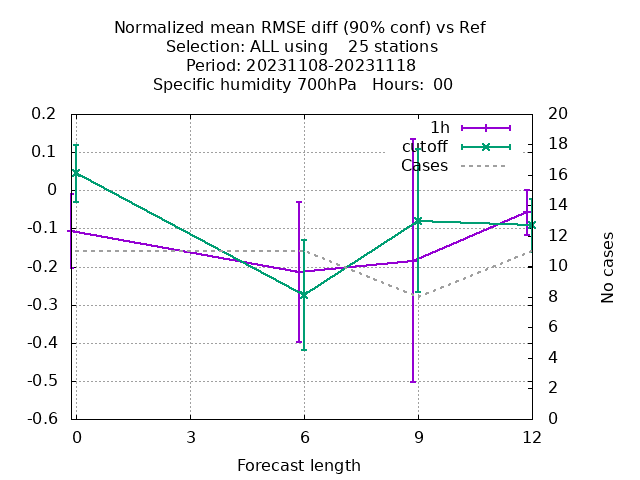 Normalized mean RMSE diff (90% conf) vs Ref
Selection: ALL using    25 stations
Period: 20231108-20231118
Specific humidity 700hPa   Hours:  00
1h
cutoff
Cases
0.2
0.1
0
-0.1
-0.2
-0.3
-0.4
-0.5
-0.6
20
18
16
14
12
10
8
6
4
2
0
No cases
0 3 6 9 12
Forecast length